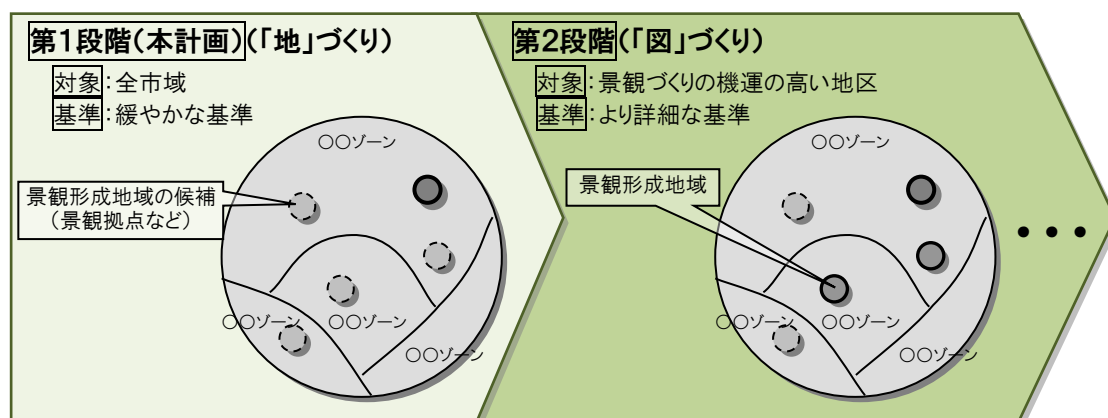 第1段階(本計画)(「地」づくり)
対象:全市域
基準:緩やかな基準
○○ゾーン
景観形成地域の候補
(景観拠点など)
○○ゾーン
○○ゾーン
○○ゾーン
第2段階(「図」づくり)
対象:景観づくりの機運の高い地区
基準:より詳細な基準
○○ゾーン
景観形成地域
○○ゾーン
○○ゾーン
○○ゾーン
・・・